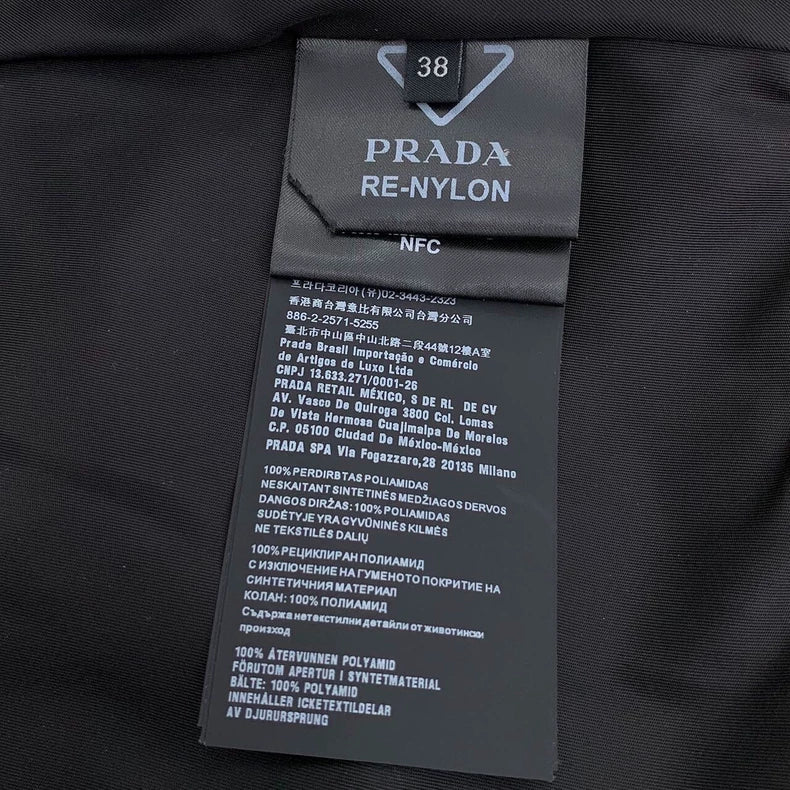 38
PRADA
RE-NYLON
NFC
프라다코리아(유)02-3443-2323
香港商台灣意比有限公司台灣分公司
886-2-2571-5255
臺北市中山區中山北路二段44號12樓A室
Prada Brasil Importação e Comércio
de Artigos de Luxo Ltda
CNPJ 13.633.271/0001-26
PRADA RETAIL MÉXICO, S DE RL DE CV
AV. Vasco De Quiroga 3800 Col. Lomas
De Vista Hermosa Cuajimalpa De Morelos
C.P. 05100 Ciudad De México-México
PRADA SPA Via Fogazzaro,28 20135 Milano
100% PERDIRBTAS POLIAMIDAS
NESKAITANT SINTETINĖS MEDŽIAGOS DERVOS
DANGOS DIRŽAS: 100% POLIAMIDAS
SUDĖTYJE YRA GYVŪNINĖS KILMĖS
NE TEKSTILĖS DALIŲ
100% РЕЦИКЛИРАН ПОЛИАМИД
С ИЗКЛЮЧЕНИЕ НА ГУМЕНОТО ПОКРИТИЕ НА
СИНТЕТИЧНИЯ МАТЕРИАЛ
КОЛАН: 100% ПОЛИАМИД
Съдържа нетекстилни детайли от животински
произход
100% ÅTERVUNNEN POLYAMID
FÖRUTOM APERTUR I SYNTETMATERIAL
BÄLTE: 100% POLYAMID
INNEHÅLLER ICKETEXTILDELAR
AV DJURURSPRUNG